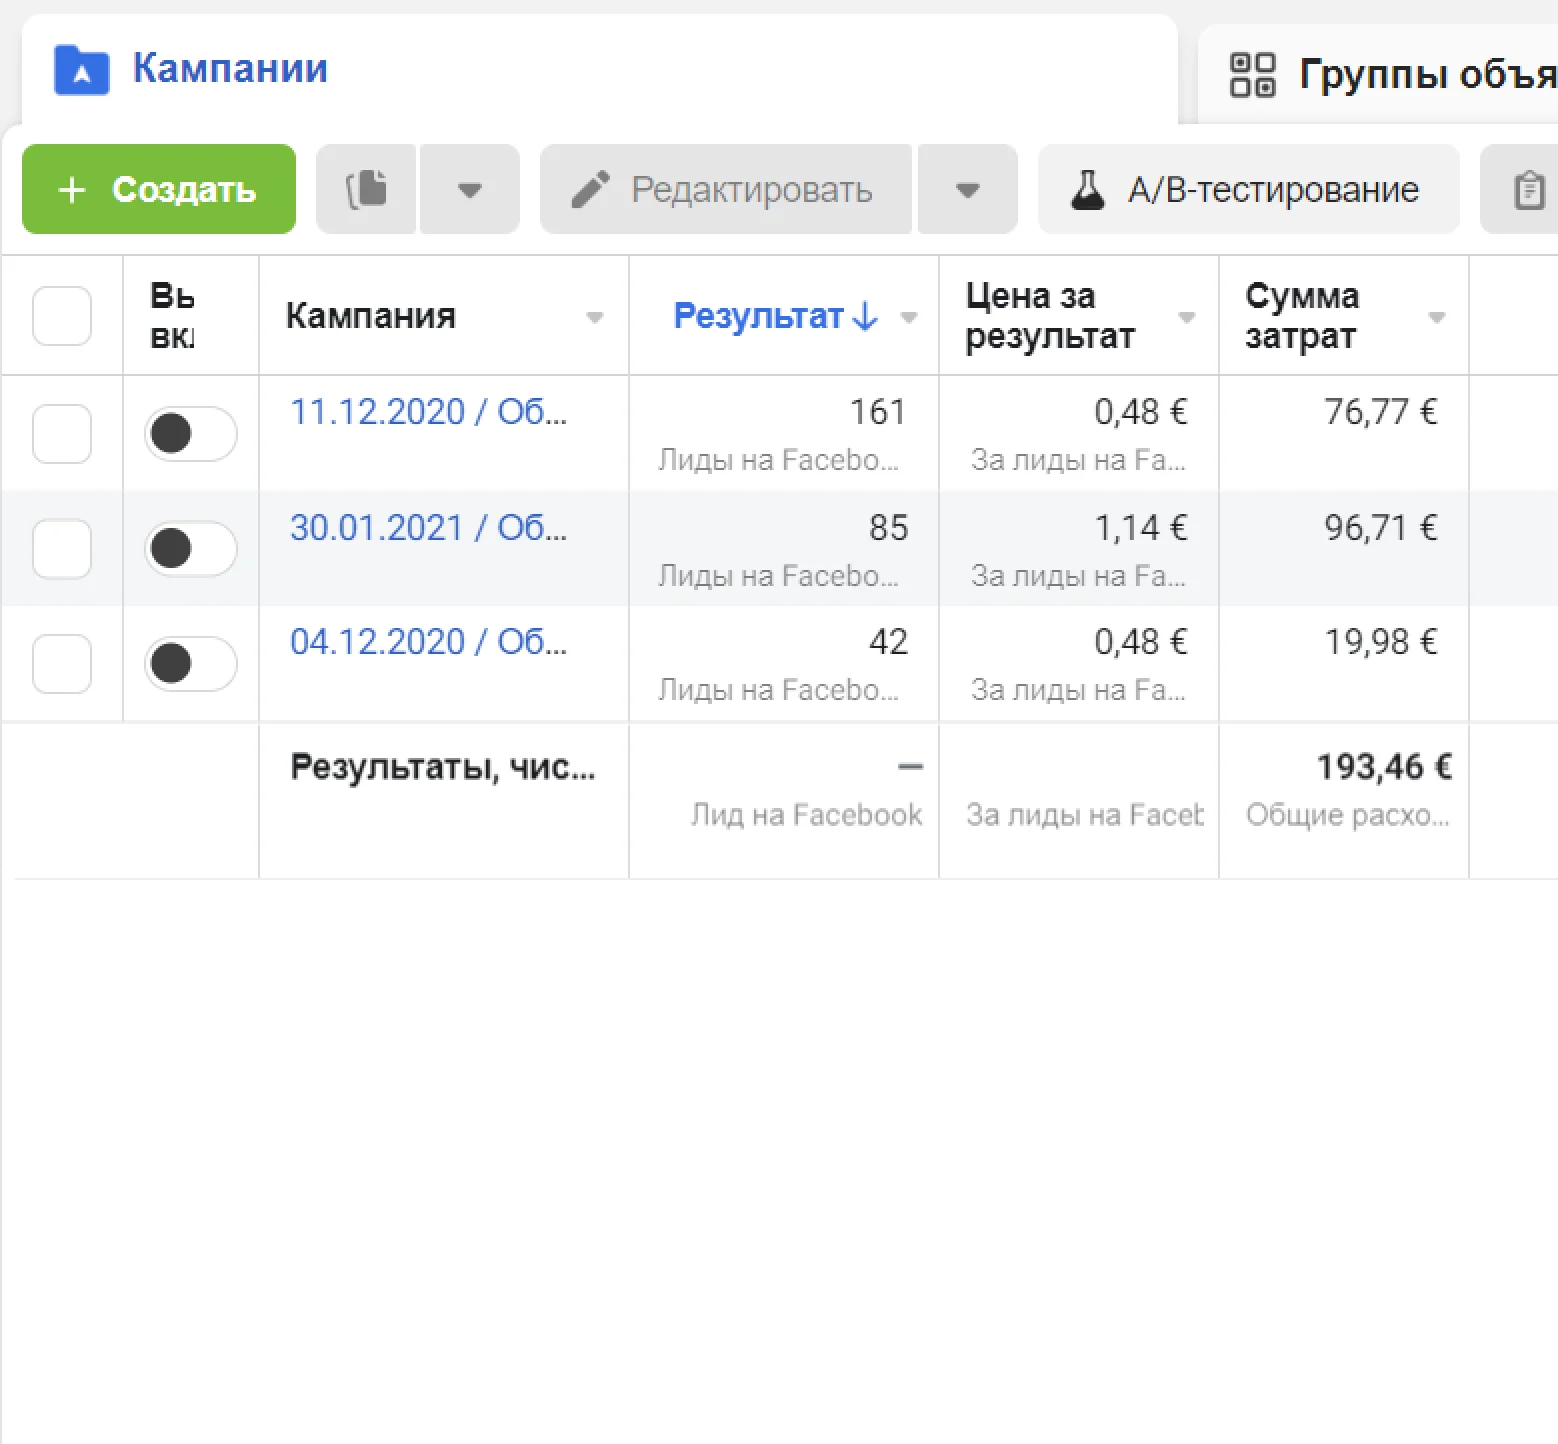 Кампании
Группы объя
+ Создать
Редактировать
A/B-тестирование
Вы
вкл
Кампания
Результат ↓
Цена за
результат
Сумма
затрат
11.12.2020 / Об...
161
0,48 €
76,77 €
Лиды на Facebo...
За лиды на Fa...
30.01.2021 / Об...
85
1,14 €
96,71 €
Лиды на Facebo...
За лиды на Fa...
04.12.2020 / Об...
42
0,48 €
19,98 €
Лиды на Facebo...
За лиды на Fa...
Результаты, чис...
—
193,46 €
Лид на Facebook
За лиды на Faceb
Общие расхо...